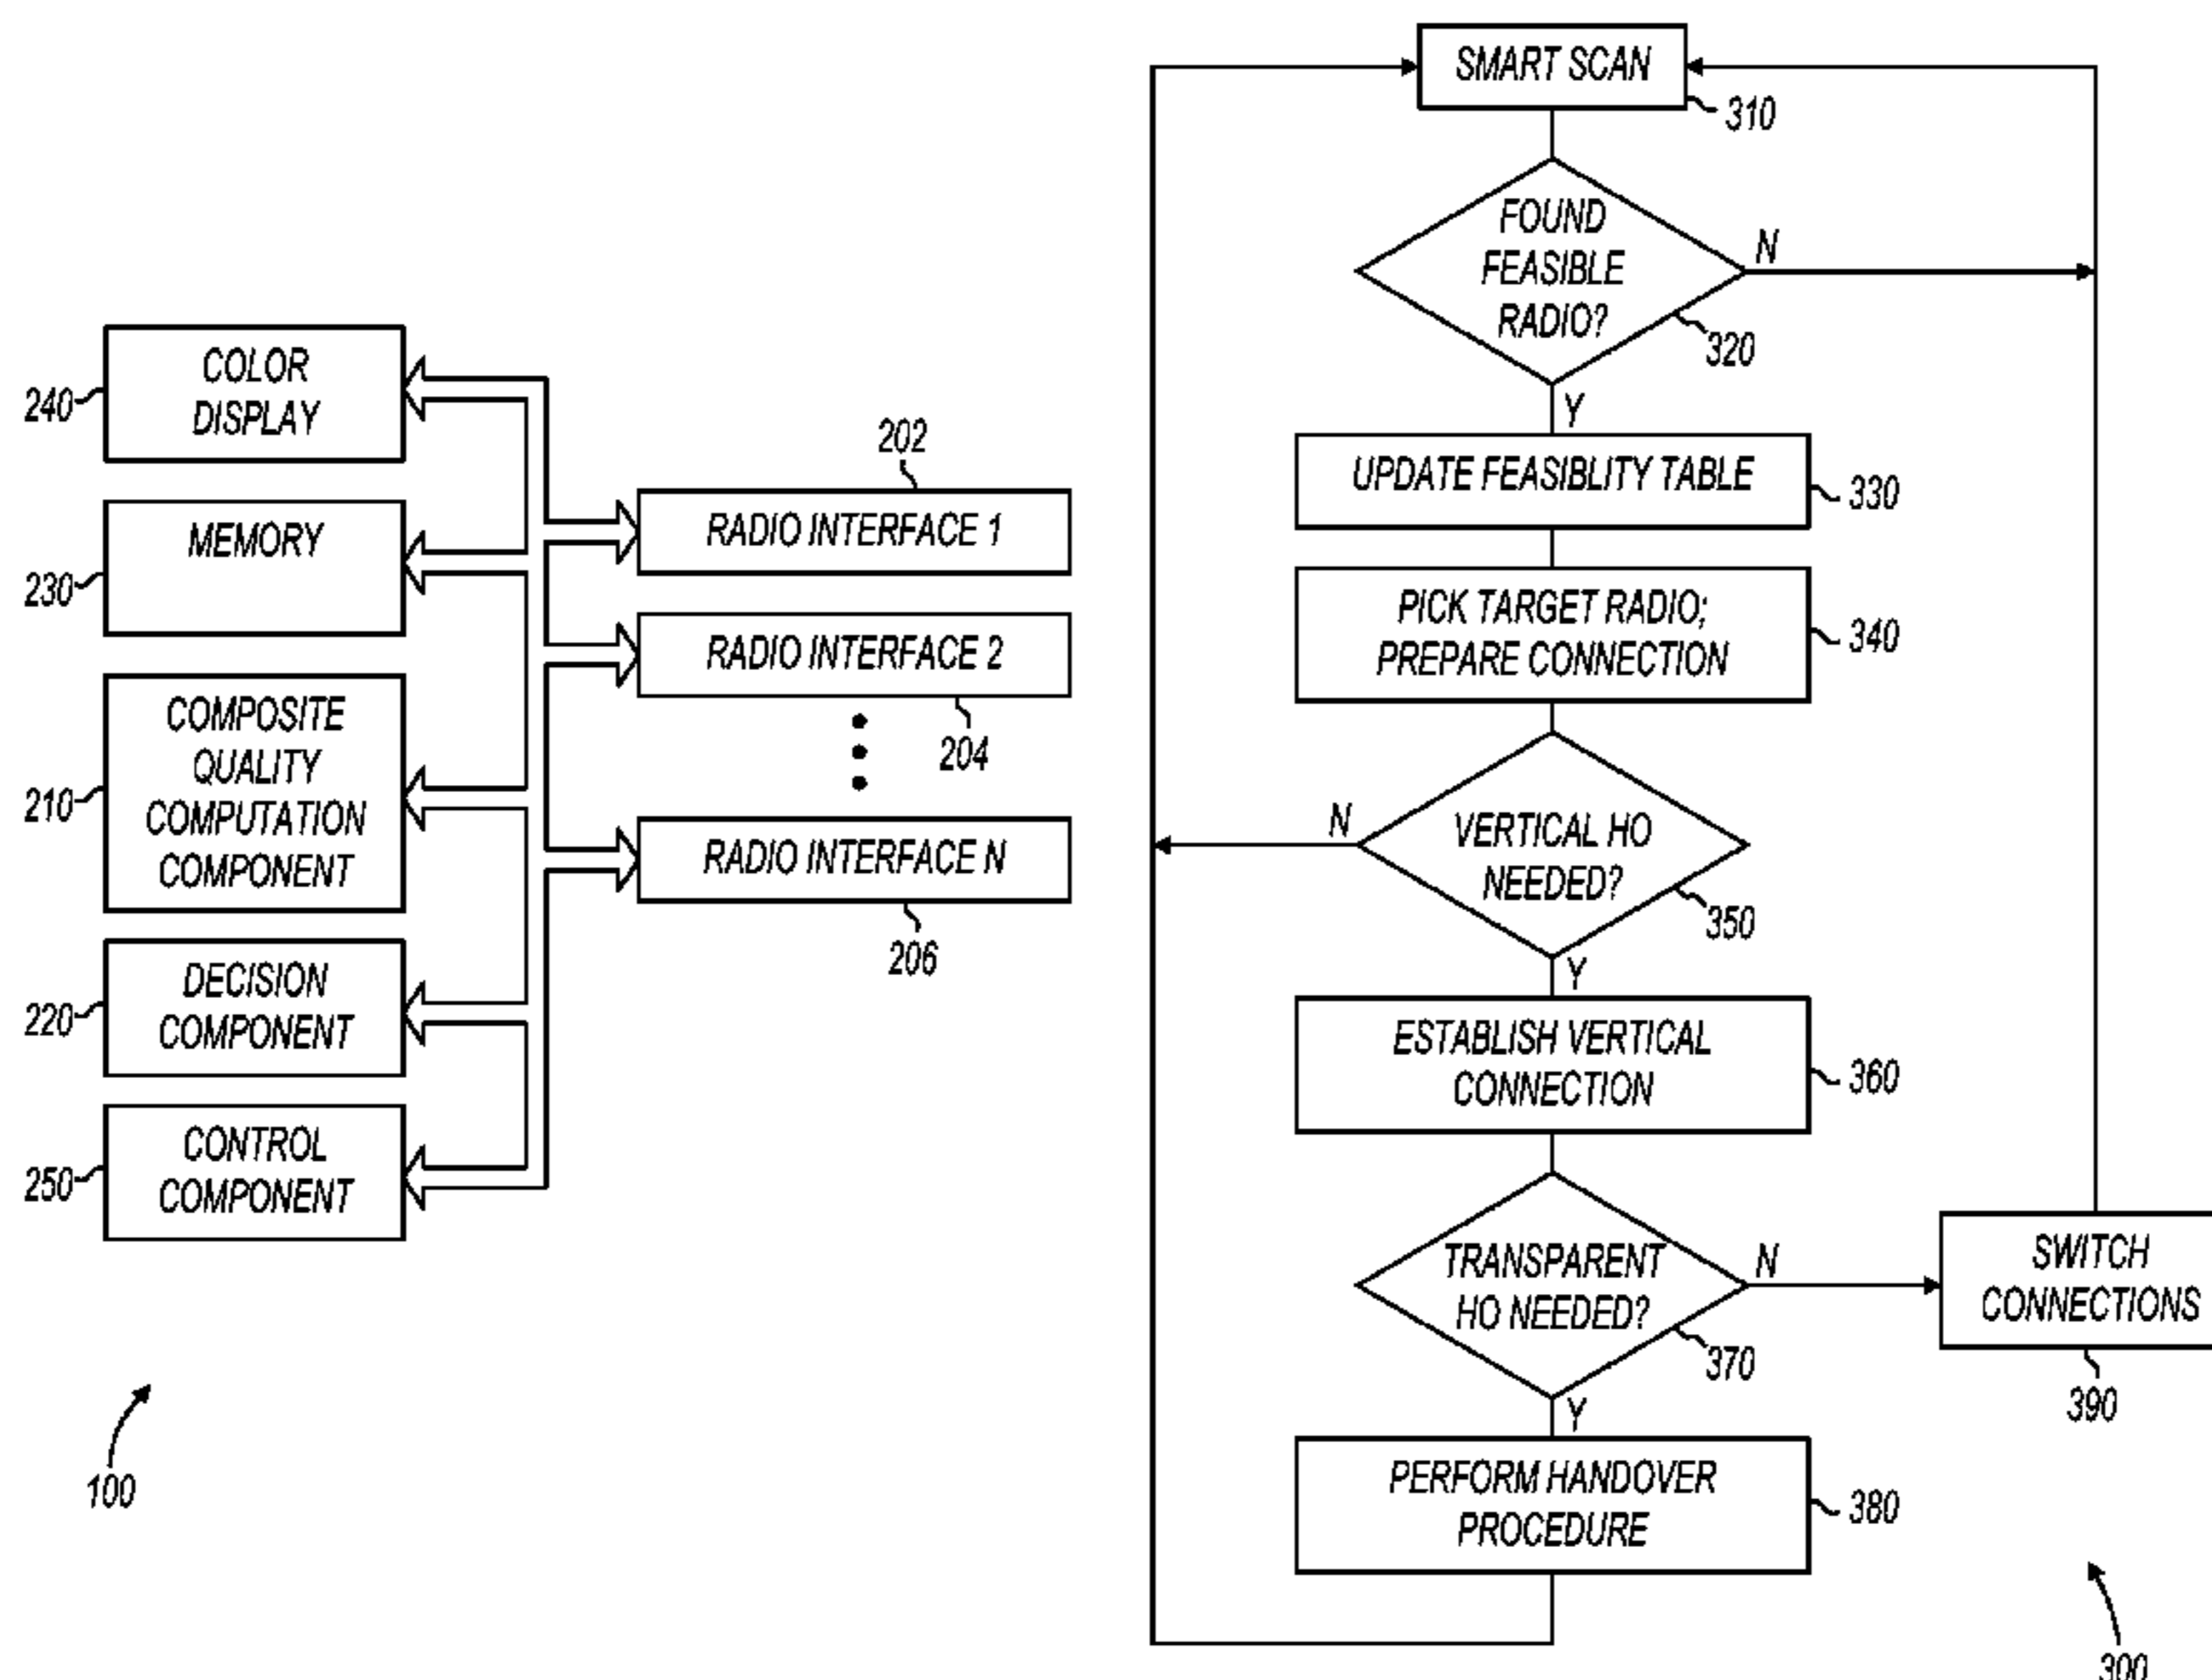 COLOR
DISPLAY
240
MEMORY
230
COMPOSITE
QUALITY
COMPUTATION
COMPONENT
210
DECISION
COMPONENT
220
CONTROL
COMPONENT
250
202
RADIO INTERFACE 1
RADIO INTERFACE 2
204
RADIO INTERFACE N
206
100
SMART SCAN
310
FOUND
FEASIBLE
RADIO?
N
320
Y
UPDATE FEASIBLITY TABLE
330
PICK TARGET RADIO;
PREPARE CONNECTION
340
N
VERTICAL HO
NEEDED?
350
Y
ESTABLISH VERTICAL
CONNECTION
360
TRANSPARENT
HO NEEDED?
N
370
Y
SWITCH
CONNECTIONS
390
PERFORM HANDOVER
PROCEDURE
380
300